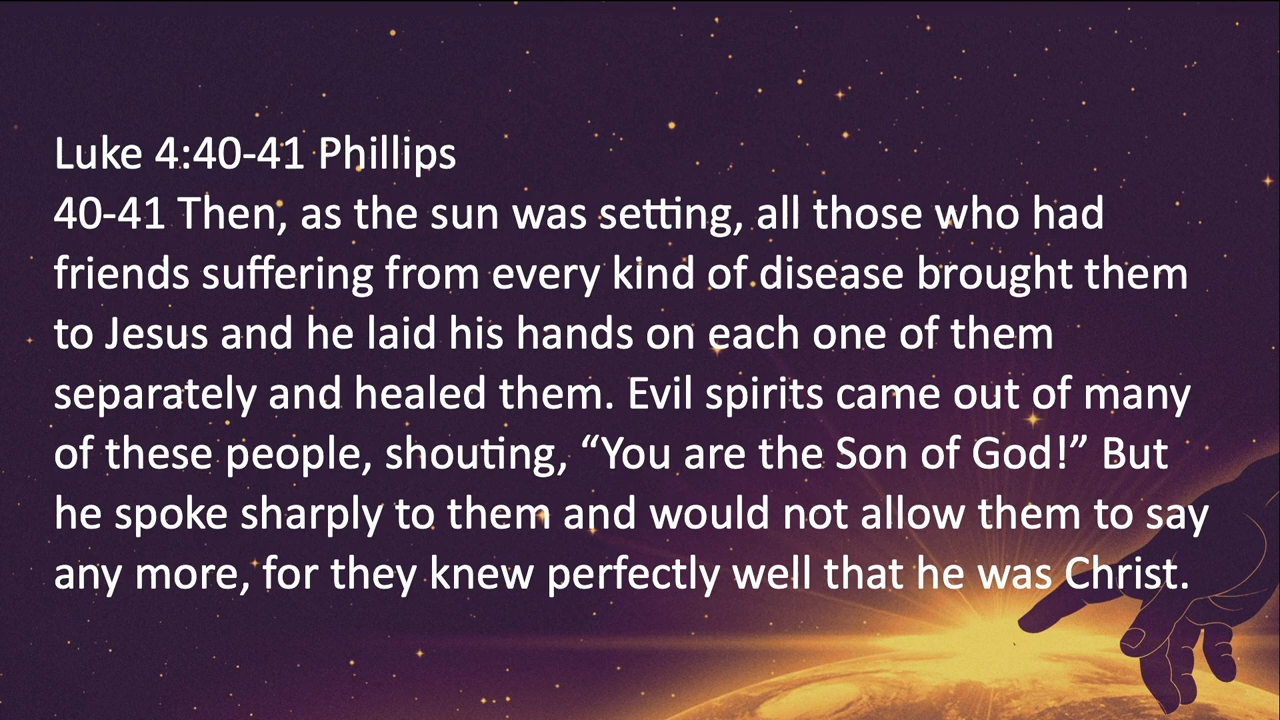 Luke 4:40-41 Phillips
40-41 Then, as the sun was setting, all those who had
friends suffering from every kind of disease brought them
to Jesus and he laid his hands on each one of them
separately and healed them. Evil spirits came out of many
of these people, shouting, “You are the Son of God!” But
he spoke sharply to them and would not allow them to say
any more, for they knew perfectly well that he was Christ.